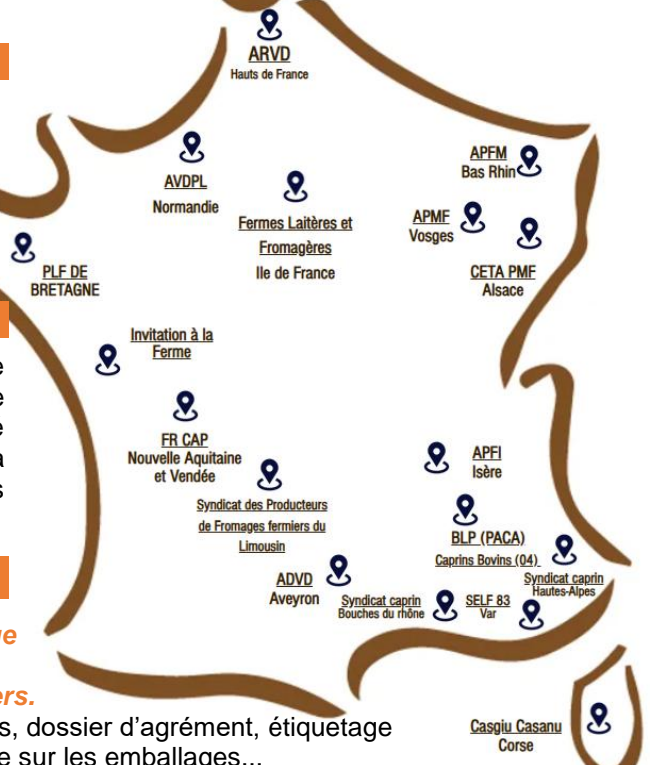 ARVD
Hauts de France
AVDPL
Normandie
Fermes Laitères et
Fromagères
Ile de France
APFM
Bas Rhin
APMF
Vosges
CETA PMF
Alsace
PLF DE
BRETAGNE
Invitation à la
Ferme
FR CAP
Nouvelle Aquitaine
et Vendée
Syndicat des Producteurs
de Fromages fermiers du
Limousin
APFI
Isère
BLP (PACA)
Caprins Bovins (04)
Syndicat caprin
Hautes-Alpes
ADVD
Aveyron
Syndicat caprin
Bouches du rhône
SELF 83
Var
Casgiu Casanu
Corse
ers.
s, dossier d’agrément, étiquetage
e sur les emballages...